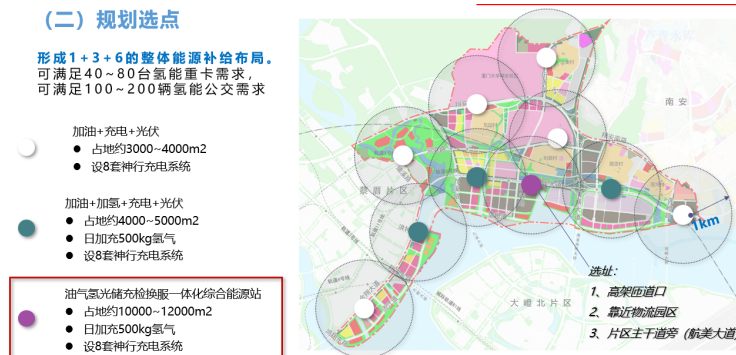 （二）规划选点
形成1+3+6的整体能源补给布局。
可满足40~80台氢能重卡需求，
可满足100~200辆氢能公交需求
加油+充电+光伏
● 占地约3000~4000m2
● 设8套神行充电系统
加油+加氢+充电+光伏
● 占地约4000~5000m2
● 日加充500kg氢气
● 设8套神行充电系统
油气氢光储充检换服一体化综合能源站
● 占地约10000~12000m2
● 日加充500kg氢气
● 设8套神行充电系统
南安
片区
1km
大嶝北片区
选址：
1、高架匝道口
2、靠近物流园区
3、片区主干道旁（航美大道